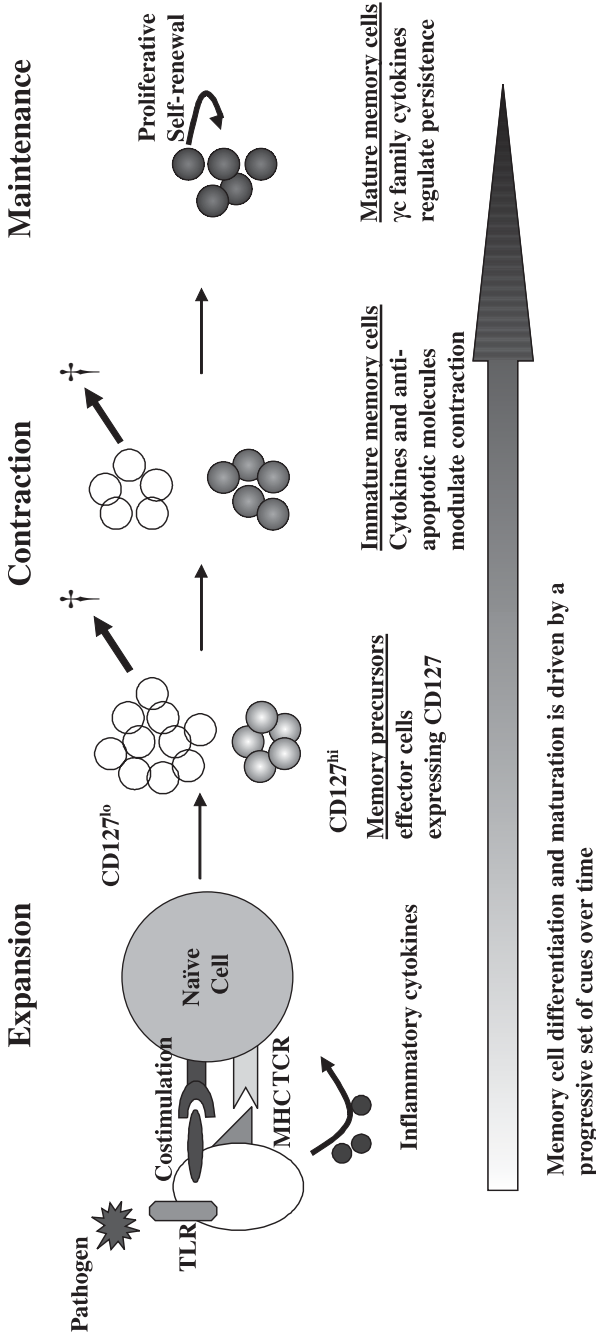 Expansion
Contraction
Maintenance
Pathogen
TLR
Costimulation
MHC TCR
Naïve
Cell
Inflammatory cytokines
CD127lo
CD127hi
Memory precursors
effector cells
expressing CD127
†
†
Immature memory cells
Cytokines and anti-
apoptotic molecules
modulate contraction
Proliferative
Self-renewal
Mature memory cells
γc family cytokines
regulate persistence
Memory cell differentiation and maturation is driven by a
progressive set of cues over time